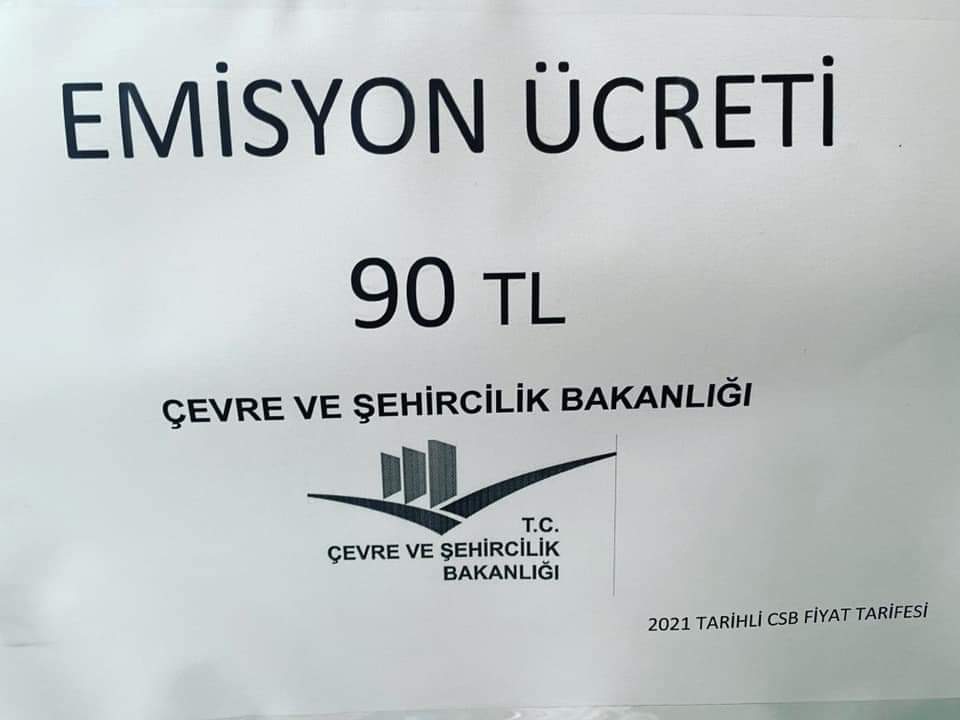 EMİSYON ÜCRETİ
90 TL
ÇEVRE VE ŞEHİRCİLİK BAKANLIĞI
T.C.
ÇEVRE VE ŞEHİRCİLİK
BAKANLIĞI
2021 TARİHLİ CSB FİYAT TARİFESİ